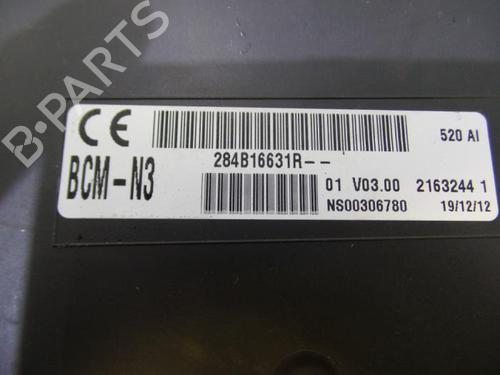 B-PARTS
CE
520 AI
284B16631R--
BCM-N3
01 V03.00 2163244 1
NS00306780 19/12/12